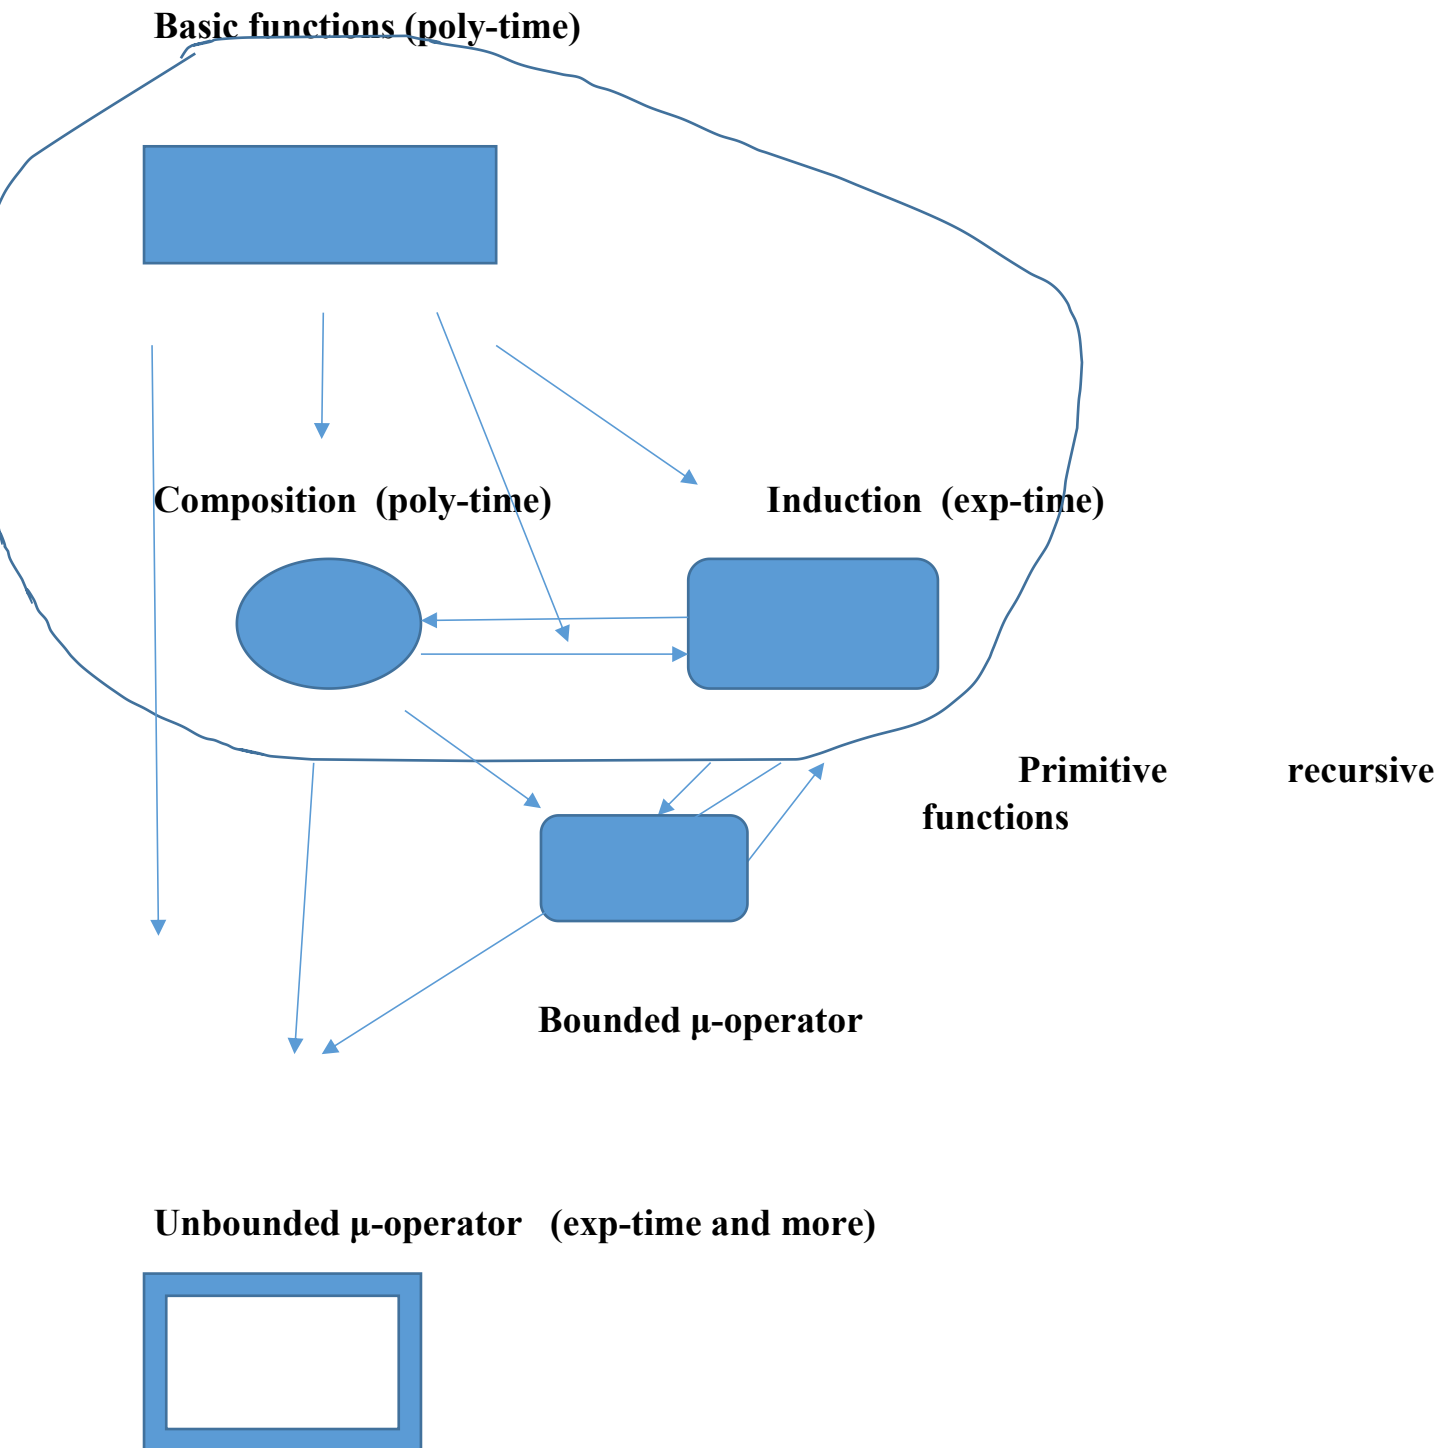 Basic functions (poly-time)
Composition (poly-time) Induction (exp-time)
Primitive recursive
functions
Bounded μ-operator
Unbounded μ-operator (exp-time and more)